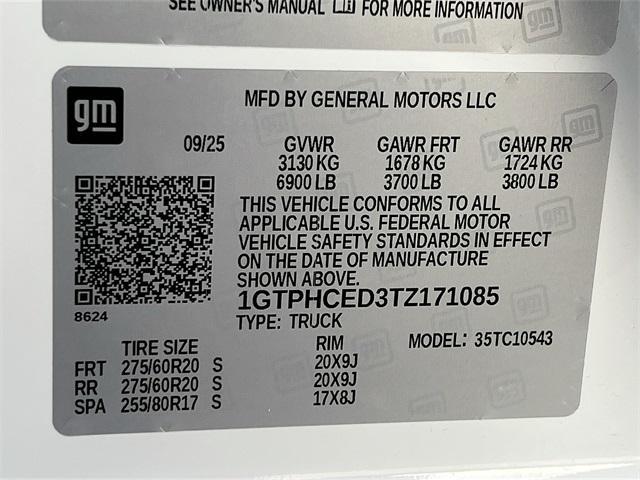 SEE OWNER'S MANUAL FOR MORE INFORMATION
gm
MFD BY GENERAL MOTORS LLC
09/25 GVWR GAWR FRT GAWR RR
3130 KG 1678 KG 1724 KG
6900 LB 3700 LB 3800 LB
THIS VEHICLE CONFORMS TO ALL
APPLICABLE U.S. FEDERAL MOTOR
VEHICLE SAFETY STANDARDS IN EFFECT
ON THE DATE OF MANUFACTURE
SHOWN ABOVE.
8624
1GTPHCED3TZ171085
TYPE: TRUCK
TIRE SIZE RIM MODEL: 35TC10543
FRT 275/60R20 S 20X9J
RR 275/60R20 S 20X9J
SPA 255/80R17 S 17X8J